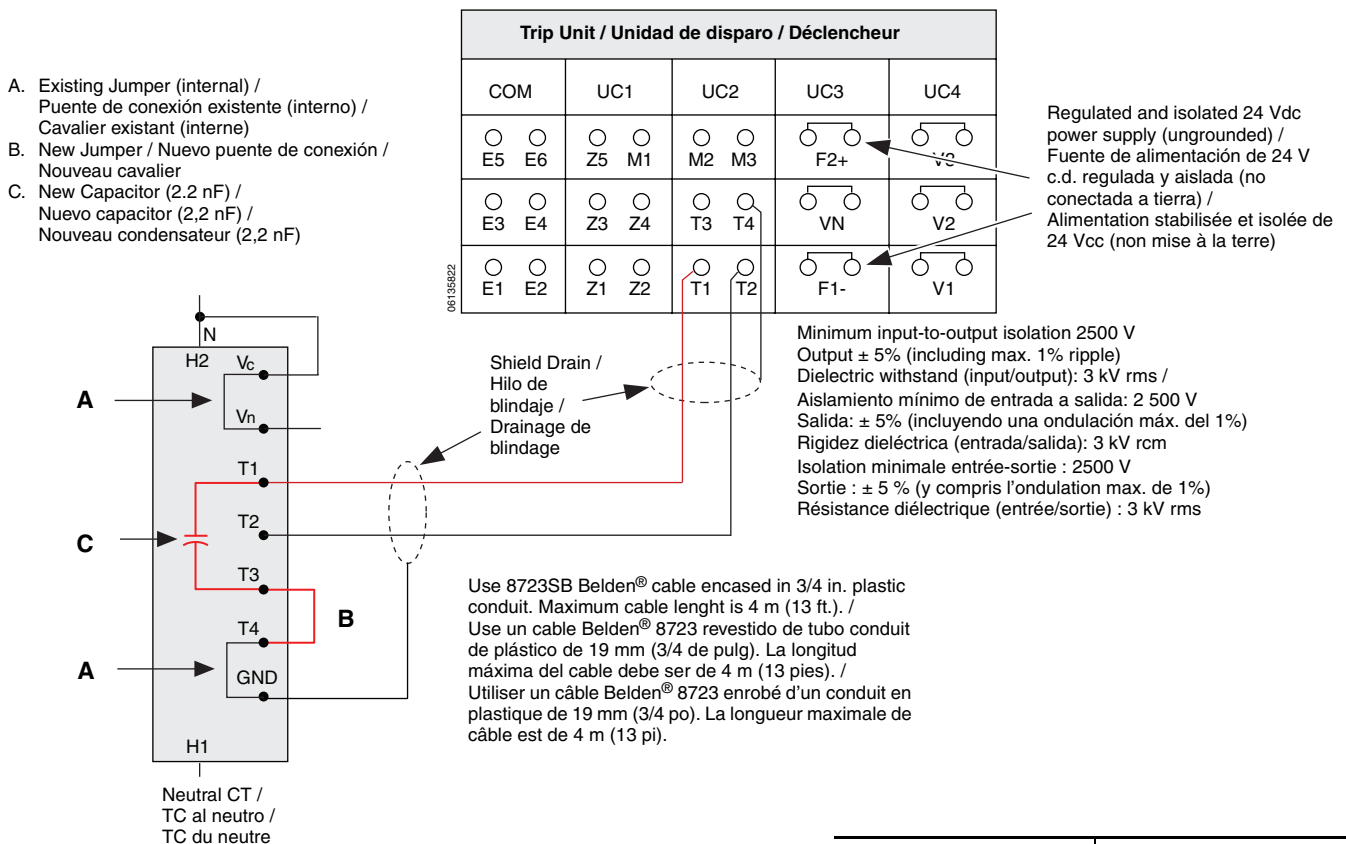 Trip Unit / Unidad de disparo / Déclencheur
COM UC1 UC2 UC3 UC4
E5 E6 Z5 M1 M2 M3 F2+ V3
E3 E4 Z3 Z4 T3 T4 VN V2
E1 E2 Z1 Z2 T1 T2 F1- V1
06135822
A. Existing Jumper (internal) /
Puente de conexión existente (interno) /
Cavalier existant (interne)
B. New Jumper / Nuevo puente de conexión /
Nouveau cavalier
C. New Capacitor (2.2 nF) /
Nuevo capacitor (2,2 nF) /
Nouveau condensateur (2,2 nF)
Regulated and isolated 24 Vdc
power supply (ungrounded) /
Fuente de alimentación de 24 V
c.d. regulada y aislada (no
conectada a tierra) /
Alimentation stabilisée et isolée de
24 Vcc (non mise à la terre)
Minimum input-to-output isolation 2500 V
Output ± 5% (including max. 1% ripple)
Dielectric withstand (input/output): 3 kV rms /
Aislamiento mínimo de entrada a salida: 2 500 V
Salida: ± 5% (incluyendo una ondulación máx. del 1%)
Rigidez dieléctrica (entrada/salida): 3 kV rcm
Isolation minimale entrée-sortie : 2500 V
Sortie : ± 5 % (y compris l'ondulation max. de 1%)
Résistance diélectrique (entrée/sortie) : 3 kV rms
Shield Drain /
Hilo de
blindaje /
Drainage de
blindage
N
H2
Vc
A
Vn
T1
T2
C
T3
B
T4
A
GND
H1
Neutral CT /
TC al neutro /
TC du neutre
Use 8723SB Belden® cable encased in 3/4 in. plastic
conduit. Maximum cable lenght is 4 m (13 ft.). /
Use un cable Belden® 8723 revestido de tubo conduit
de plástico de 19 mm (3/4 de pulg). La longitud
máxima del cable debe ser de 4 m (13 pies). /
Utiliser un câble Belden® 8723 enrobé d'un conduit en
plastique de 19 mm (3/4 po). La longueur maximale de
câble est de 4 m (13 pi).